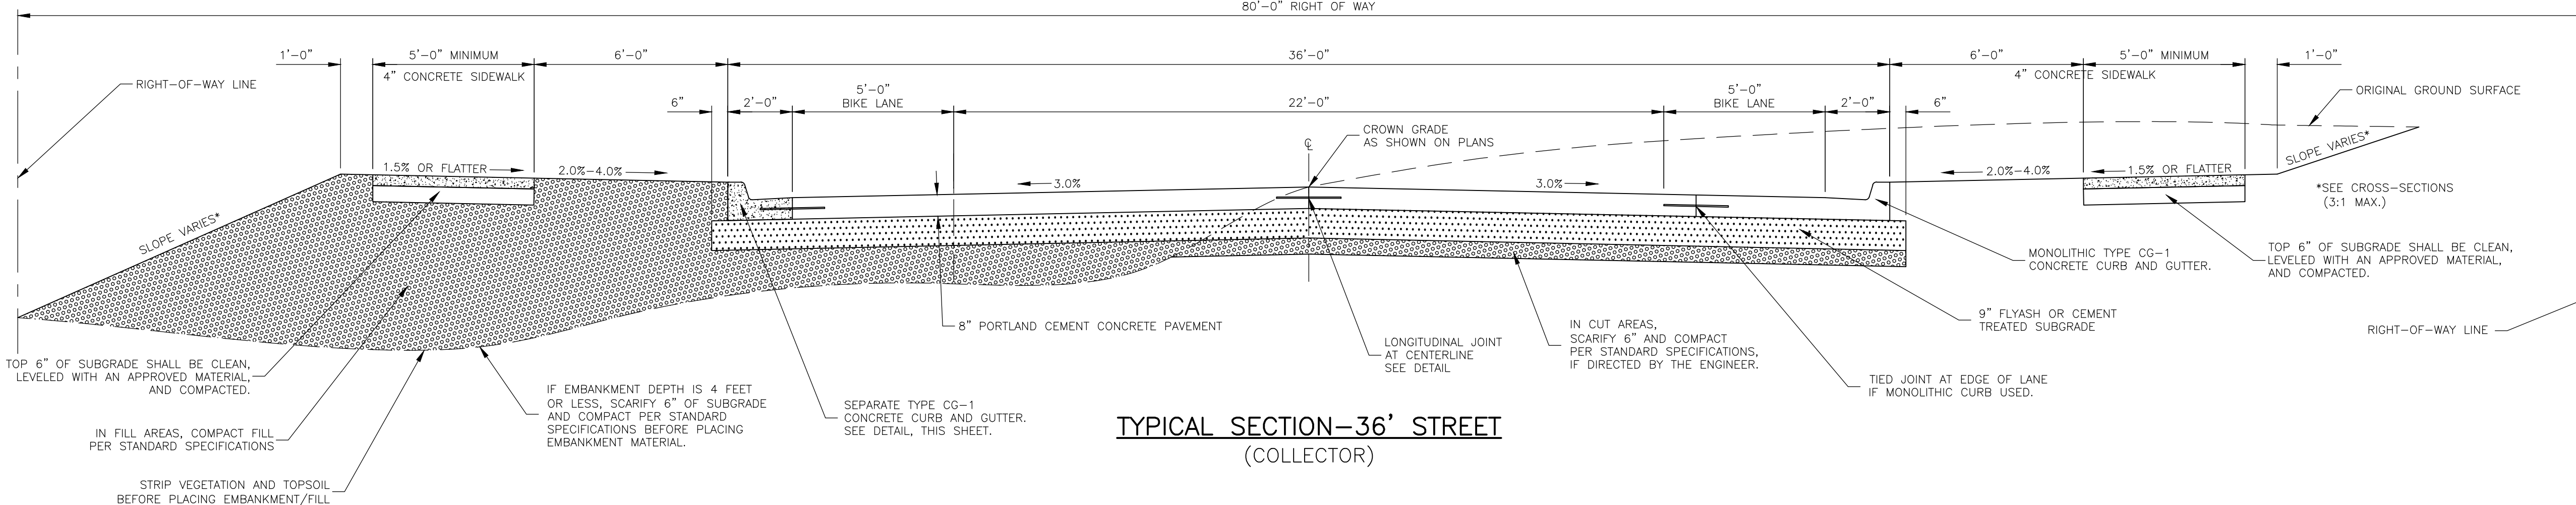 80'-0" RIGHT OF WAY
1'-0"
5'-0" MINIMUM
4" CONCRETE SIDEWALK
6'-0"
36'-0"
6'-0"
5'-0" MINIMUM
4" CONCRETE SIDEWALK
1'-0"
RIGHT-OF-WAY LINE
6"
2'-0"
5'-0"
BIKE LANE
22'-0"
5'-0"
BIKE LANE
2'-0"
6"
ORIGINAL GROUND SURFACE
CROWN GRADE
AS SHOWN ON PLANS
℄
1.5% OR FLATTER
2.0%-4.0%
3.0%
3.0%
2.0%-4.0%
1.5% OR FLATTER
SLOPE VARIES*
SLOPE VARIES*
*SEE CROSS-SECTIONS
(3:1 MAX.)
TOP 6" OF SUBGRADE SHALL BE CLEAN,
LEVELED WITH AN APPROVED MATERIAL,
AND COMPACTED.
IN FILL AREAS, COMPACT FILL
PER STANDARD SPECIFICATIONS
STRIP VEGETATION AND TOPSOIL
BEFORE PLACING EMBANKMENT/FILL
IF EMBANKMENT DEPTH IS 4 FEET
OR LESS, SCARIFY 6" OF SUBGRADE
AND COMPACT PER STANDARD
SPECIFICATIONS BEFORE PLACING
EMBANKMENT MATERIAL.
SEPARATE TYPE CG-1
CONCRETE CURB AND GUTTER.
SEE DETAIL, THIS SHEET.
8" PORTLAND CEMENT CONCRETE PAVEMENT
LONGITUDINAL JOINT
AT CENTERLINE
SEE DETAIL
IN CUT AREAS,
SCARIFY 6" AND COMPACT
PER STANDARD SPECIFICATIONS,
IF DIRECTED BY THE ENGINEER.
TIED JOINT AT EDGE OF LANE
IF MONOLITHIC CURB USED.
9" FLYASH OR CEMENT
TREATED SUBGRADE
MONOLITHIC TYPE CG-1
CONCRETE CURB AND GUTTER.
TOP 6" OF SUBGRADE SHALL BE CLEAN,
LEVELED WITH AN APPROVED MATERIAL,
AND COMPACTED.
RIGHT-OF-WAY LINE
TYPICAL SECTION-36' STREET
(COLLECTOR)